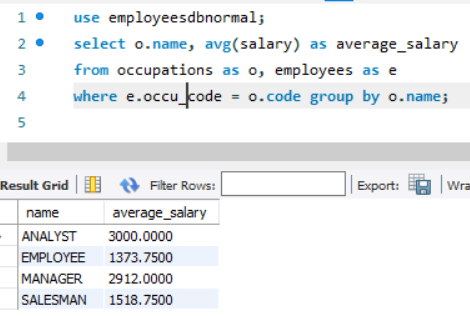 1 use employeesdbnormal;
2 select o.name, avg(salary) as average_salary
3 from occupations as o, employees as e
4 where e.occu_code = o.code group by o.name;
5
Result Grid Filter Rows: Export: Wra
name average_salary
ANALYST 3000.0000
EMPLOYEE 1373.7500
MANAGER 2912.0000
SALESMAN 1518.7500